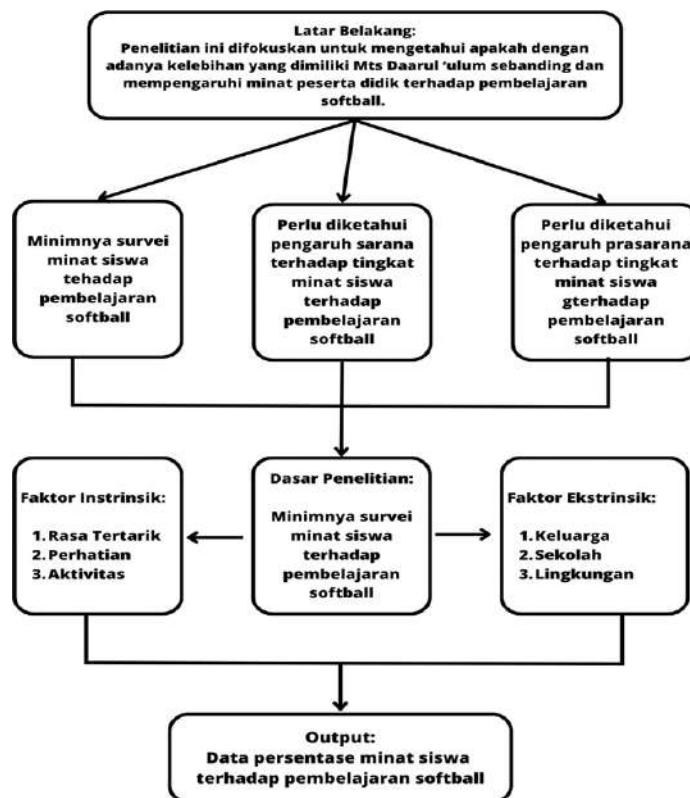 Latar Belakang:
Penelitian ini difokuskan untuk mengetahui apakah dengan
adanya kelebihan yang dimiliki Mts Daarul ‘ulum sebanding dan
mempengaruhi minat peserta didik terhadap pembelajaran
softball.
Minimnya survei
minat siswa
tehadap
pembelajaran
softball
Perlu diketahui
pengaruh sarana
terhadap tingkat
minat siswa
terhadap
pembelajaran
softball
Perlu diketahui
pengaruh prasarana
terhadap tingkat
minat siswa
gterhadap
pembelajaran
softball
Faktor Instrinsik:
1. Rasa Tertarik
2. Perhatian
3. Aktivitas
Dasar Penelitian:
Minimnya survei
minat siswa
terhadap
pembelajaran
softball
Faktor Ekstrinsik:
1. Keluarga
2. Sekolah
3. Lingkungan
Output:
Data persentase minat siswa
terhadap pembelajaran softball